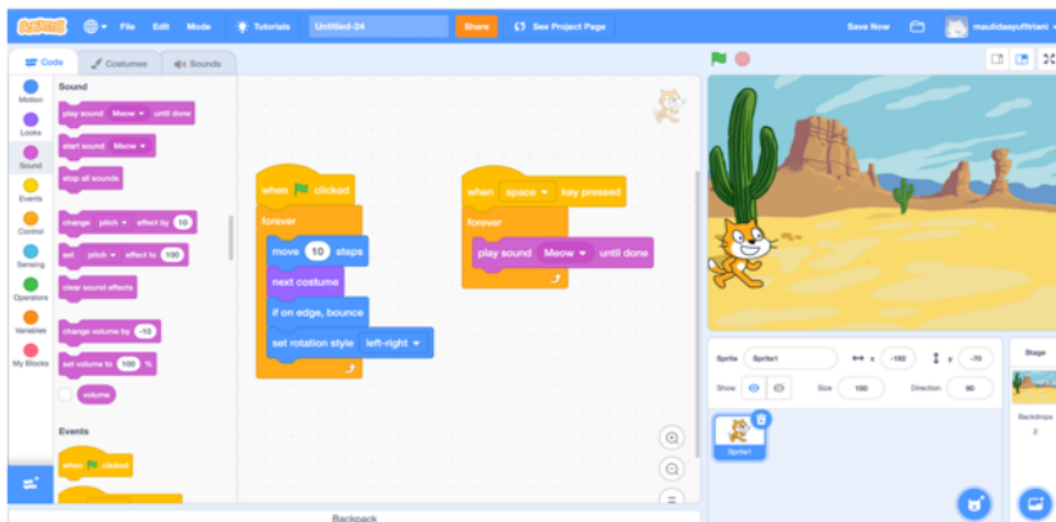 SCRATCH
File Edit Mode Tutorials Untitled-24 Share See Project Page Save Now maulidaayufitriani
Code Costumes Sounds
Motion
Looks
Sound
Events
Control
Sensing
Operators
Variables
My Blocks
Sound
play sound Meow until done
start sound Meow
stop all sounds
change pitch effect by 10
set pitch effect to 100
clear sound effects
change volume by -10
set volume to 100 %
volume
Events
when clicked
when clicked
forever
move 10 steps
next costume
if on edge, bounce
set rotation style left-right
when space key pressed
forever
play sound Meow until done
Sprite Sprite1 x -192 y -70
Show Size 100 Direction 90
Sprite1
Stage
Backdrops
2
Backpack